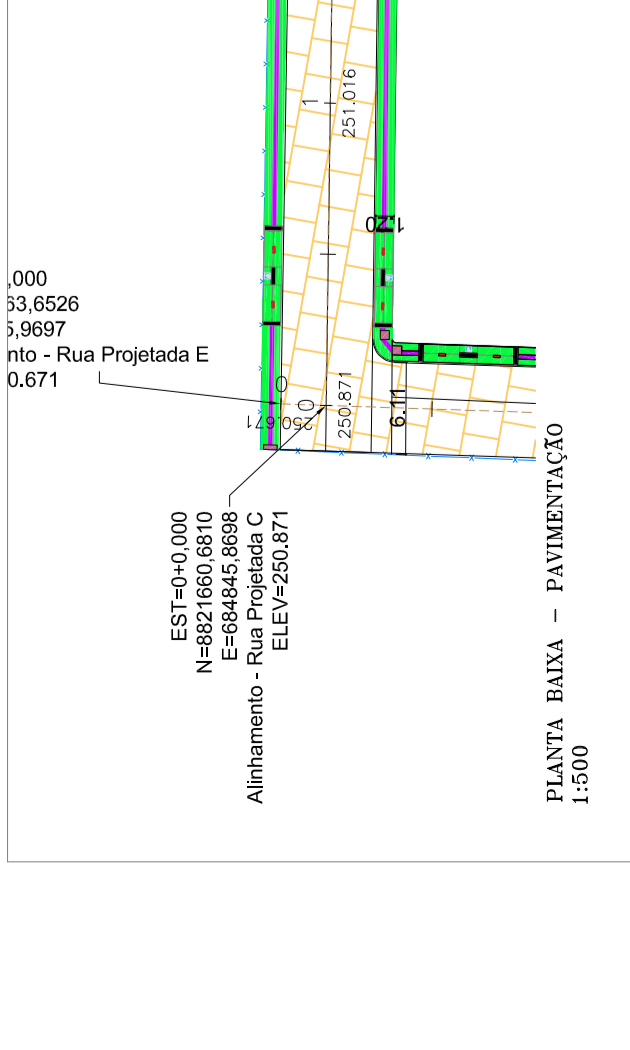 ,000
63,6526
5,9697
nto - Rua Projetada E
0.671
1
251.016
1.20
0
250.671
0
250.871
6.11
EST=0+0,000
N=8821660,6810
E=684845,8698
Alinhamento - Rua Projetada C
ELEV=250.871
PLANTA BAIXA - PAVIMENTAÇÃO
1:500